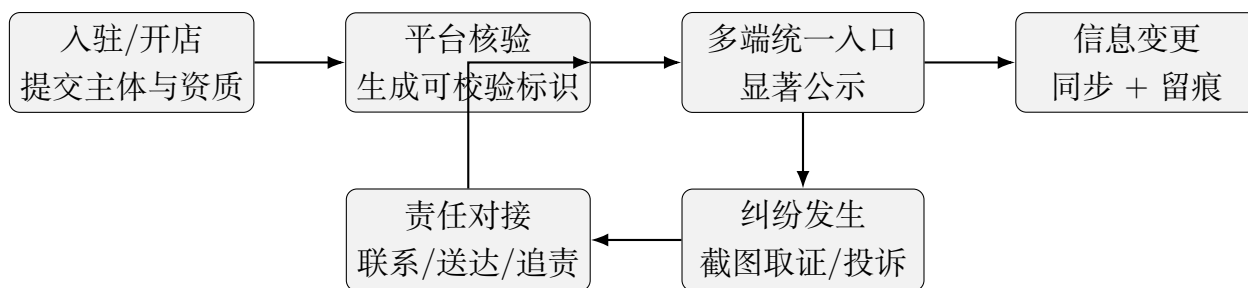 入驻/开店
提交主体与资质
平台核验
生成可校验标识
多端统一入口
显著公示
信息变更
同步 + 留痕
责任对接
联系/送达/追责
纠纷发生
截图取证/投诉